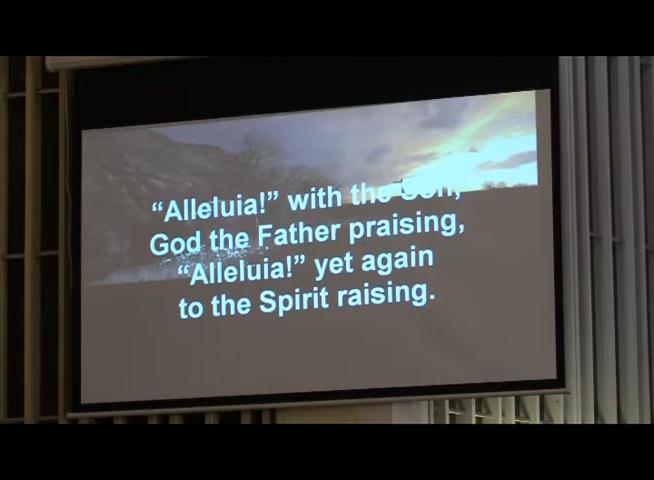 “Alleluia!” with the Son,
God the Father praising,
“Alleluia!” yet again
to the Spirit raising.